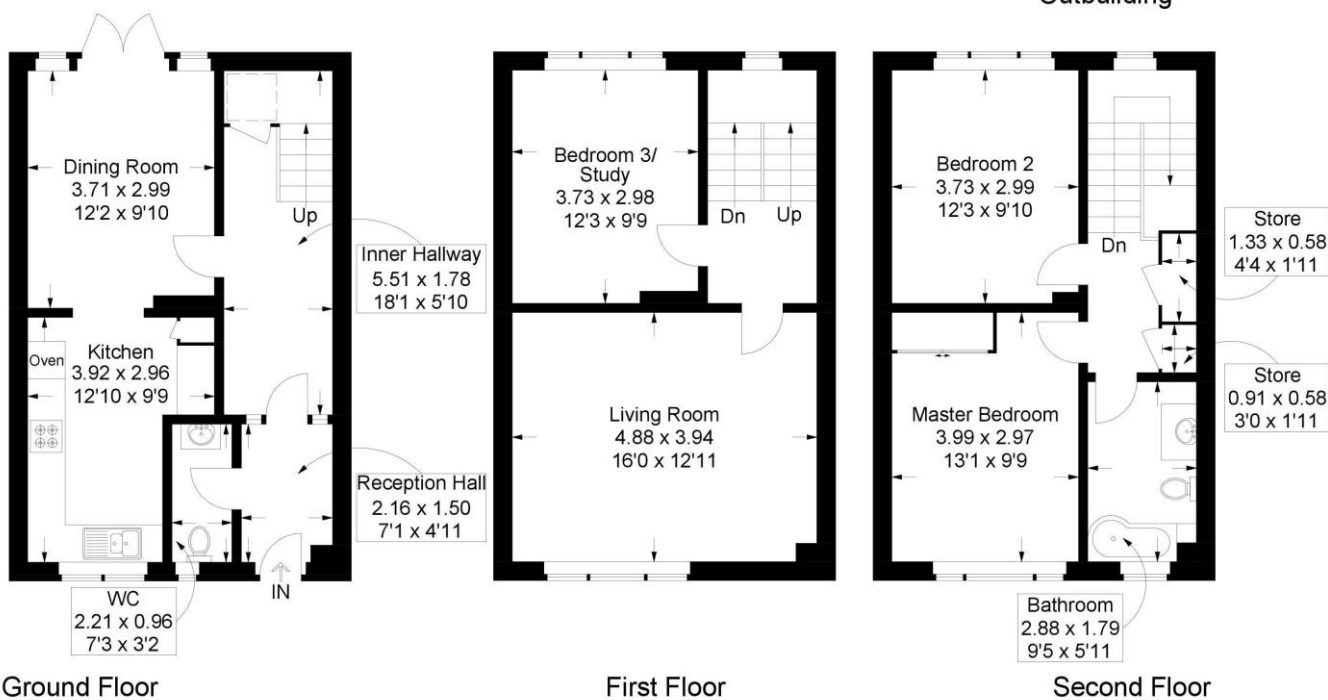 Outbuilding
Dining Room
3.71 x 2.99
12'2 x 9'10
Up
Inner Hallway
5.51 x 1.78
18'1 x 5'10
Oven
Kitchen
3.92 x 2.96
12'10 x 9'9
Reception Hall
2.16 x 1.50
7'1 x 4'11
IN
WC
2.21 x 0.96
7'3 x 3'2
Ground Floor
Bedroom 3/
Study
3.73 x 2.98
12'3 x 9'9
Dn
Up
Living Room
4.88 x 3.94
16'0 x 12'11
First Floor
Bedroom 2
3.73 x 2.99
12'3 x 9'10
Dn
Store
1.33 x 0.58
4'4 x 1'11
Store
0.91 x 0.58
3'0 x 1'11
Master Bedroom
3.99 x 2.97
13'1 x 9'9
Bathroom
2.88 x 1.79
9'5 x 5'11
Second Floor